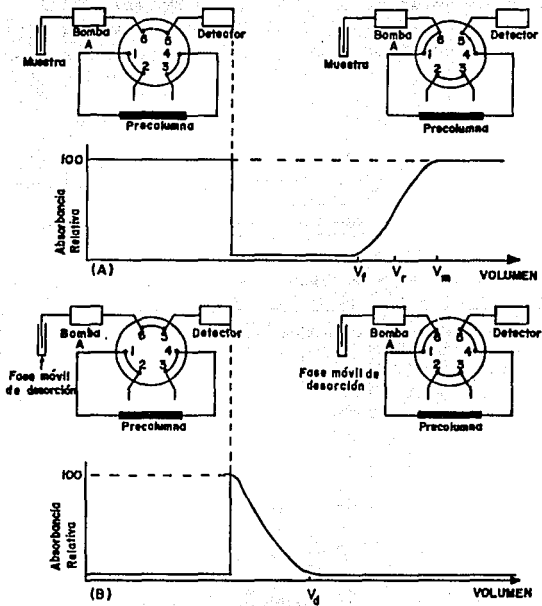 Bomba
A
Detector
Muestra
6
5
1
4
2
3
Precolumna
Bomba
A
Detector
Muestra
6
5
1
4
2
3
Precolumna
100
Absorbancia
Relativa
(A)
Vf
Vr
Vm
VOLUMEN
Bomba
A
Detector
Fase móvil
de desorción
6
5
1
4
2
3
Precolumna
Bomba
A
Detector
Fase móvil de
desorción
6
5
1
4
2
3
Precolumna
100
Absorbancia
Relativa
(B)
Vd
VOLUMEN